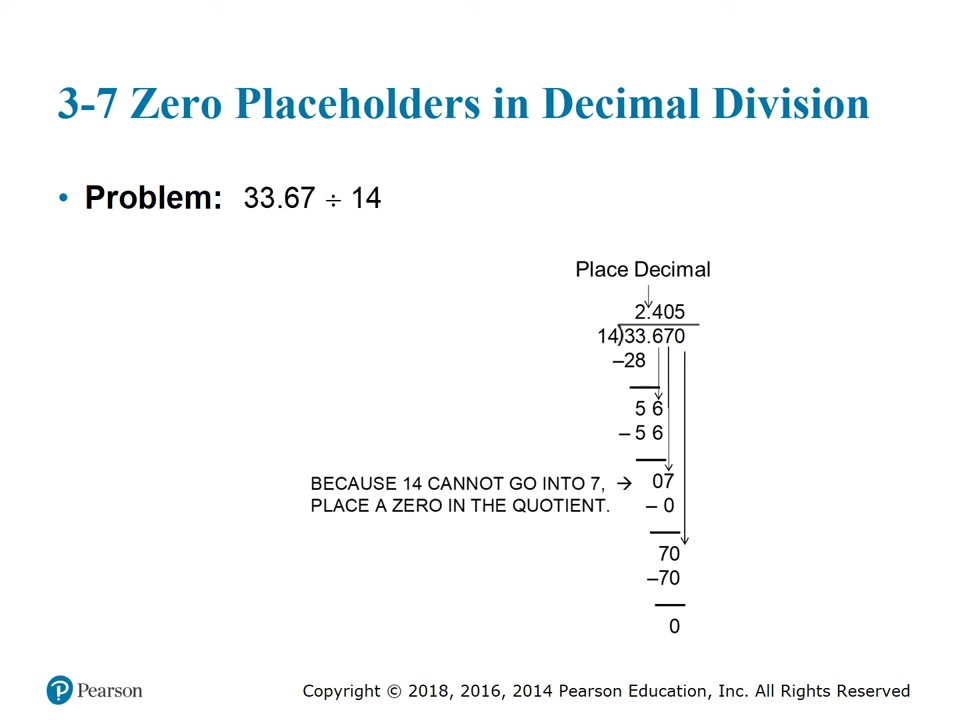 3-7 Zero Placeholders in Decimal Division
• Problem: 33.67 ÷ 14
Place Decimal
2.405
14)33.670
–28
5 6
– 5 6
BECAUSE 14 CANNOT GO INTO 7, → 07
PLACE A ZERO IN THE QUOTIENT. – 0
70
–70
0
Pearson
Copyright © 2018, 2016, 2014 Pearson Education, Inc. All Rights Reserved